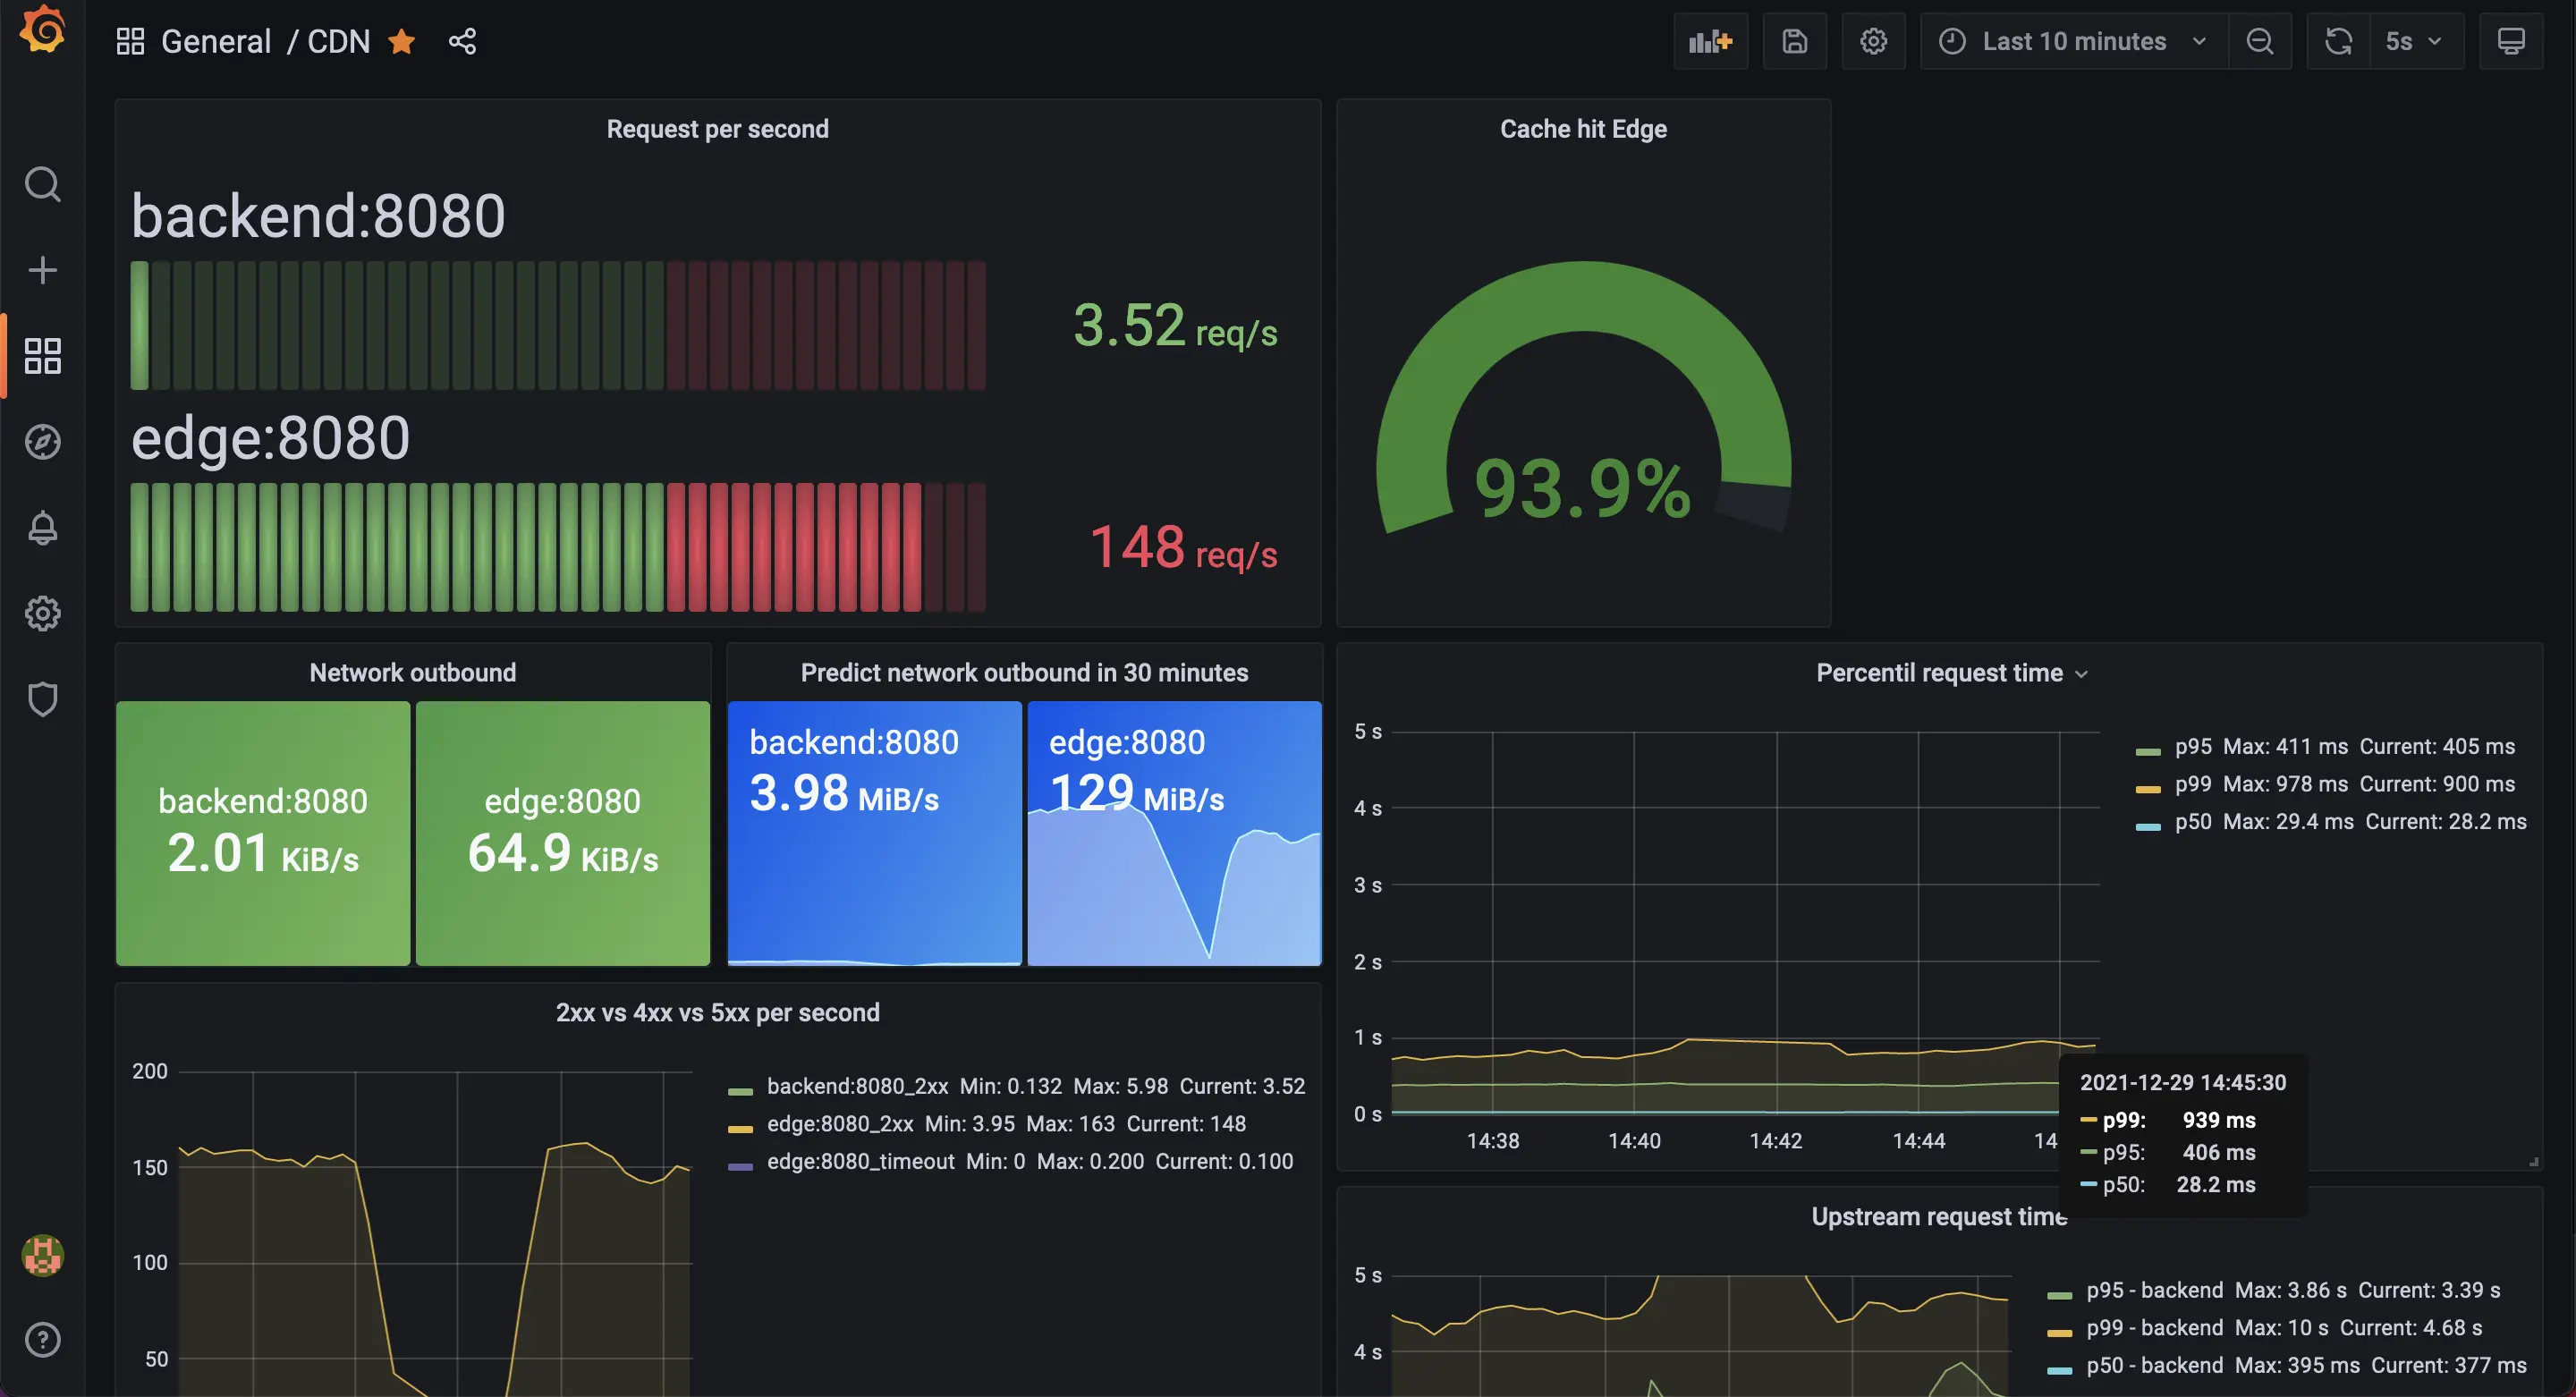 General / CDN
Last 10 minutes
5s
Request per second
backend:8080
3.52 req/s
edge:8080
148 req/s
Cache hit Edge
93.9%
Network outbound
backend:8080
2.01 KiB/s
edge:8080
64.9 KiB/s
Predict network outbound in 30 minutes
backend:8080
3.98 MiB/s
edge:8080
129 MiB/s
Percentil request time
5 s
4 s
3 s
2 s
1 s
0 s
14:38
14:40
14:42
14:44
14
p95 Max: 411 ms Current: 405 ms
p99 Max: 978 ms Current: 900 ms
p50 Max: 29.4 ms Current: 28.2 ms
2021-12-29 14:45:30
p99: 939 ms
p95: 406 ms
p50: 28.2 ms
2xx vs 4xx vs 5xx per second
200
150
100
50
backend:8080_2xx Min: 0.132 Max: 5.98 Current: 3.52
edge:8080_2xx Min: 3.95 Max: 163 Current: 148
edge:8080_timeout Min: 0 Max: 0.200 Current: 0.100
Upstream request time
5 s
4 s
p95 - backend Max: 3.86 s Current: 3.39 s
p99 - backend Max: 10 s Current: 4.68 s
p50 - backend Max: 395 ms Current: 377 ms